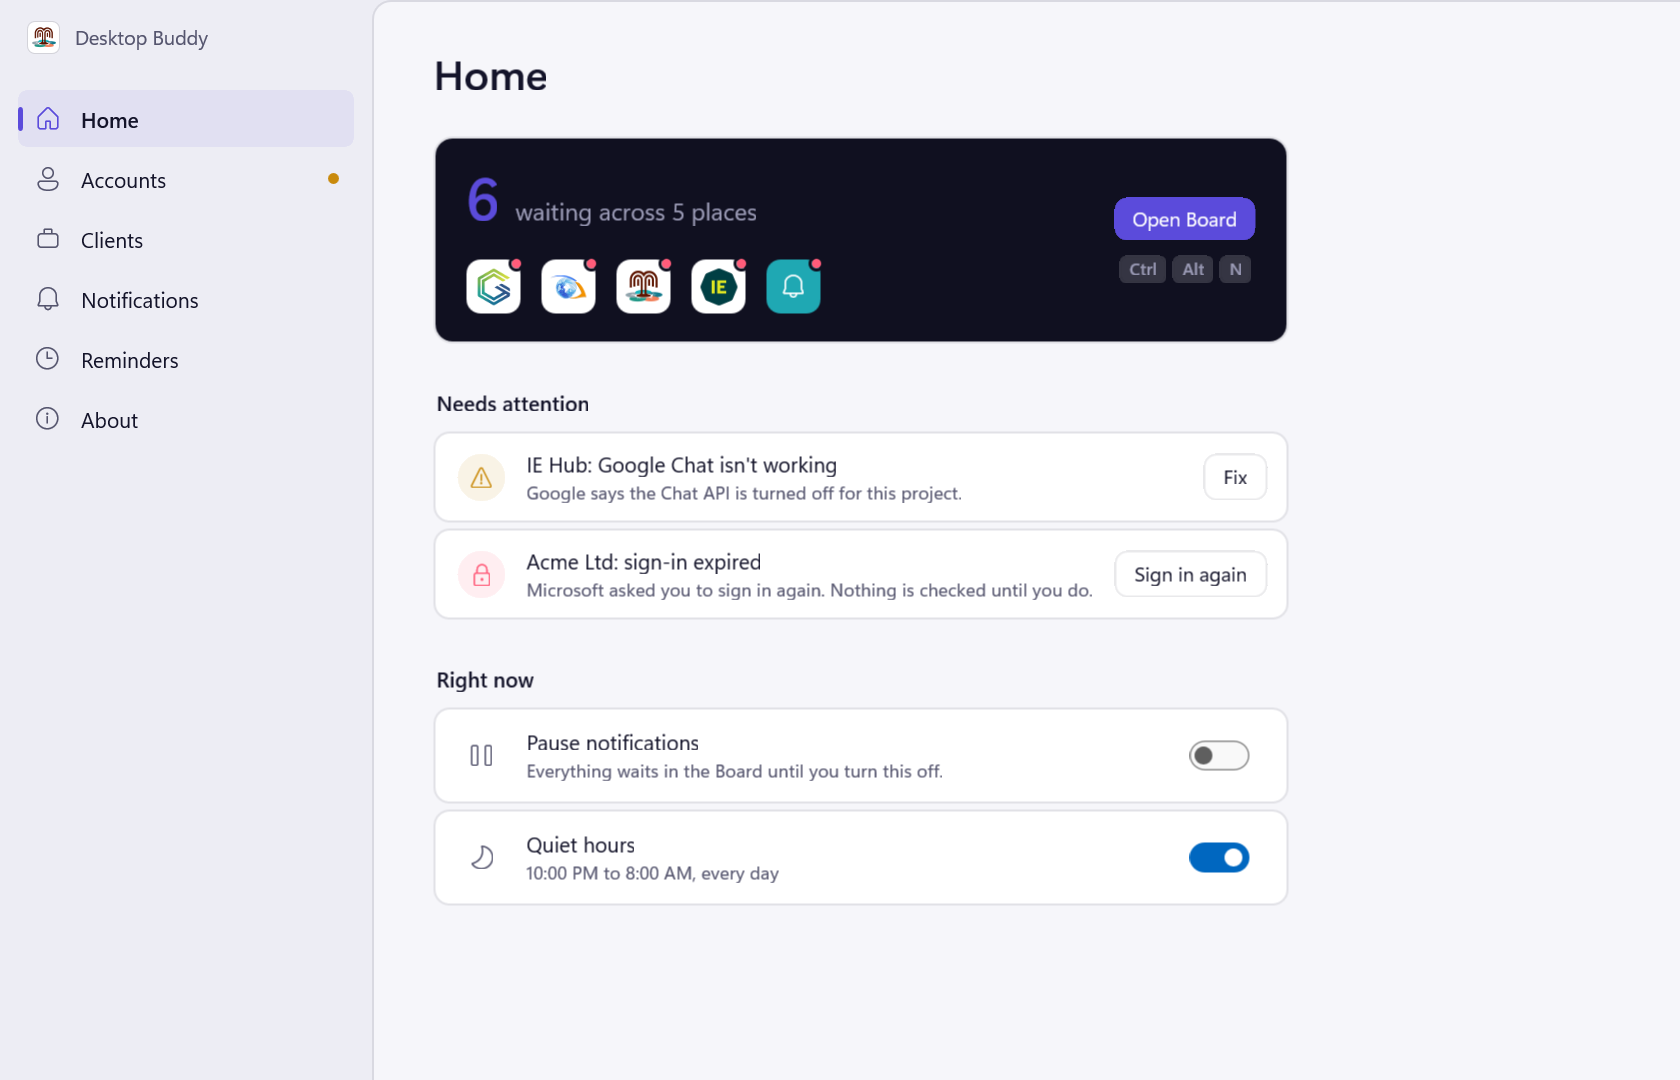 Desktop Buddy
Home
Accounts
Clients
Notifications
Reminders
About
Home
6 waiting across 5 places
Open Board
Ctrl Alt N
IE
Needs attention
IE Hub: Google Chat isn't working
Google says the Chat API is turned off for this project.
Fix
Acme Ltd: sign-in expired
Microsoft asked you to sign in again. Nothing is checked until you do.
Sign in again
Right now
Pause notifications
Everything waits in the Board until you turn this off.
Quiet hours
10:00 PM to 8:00 AM, every day